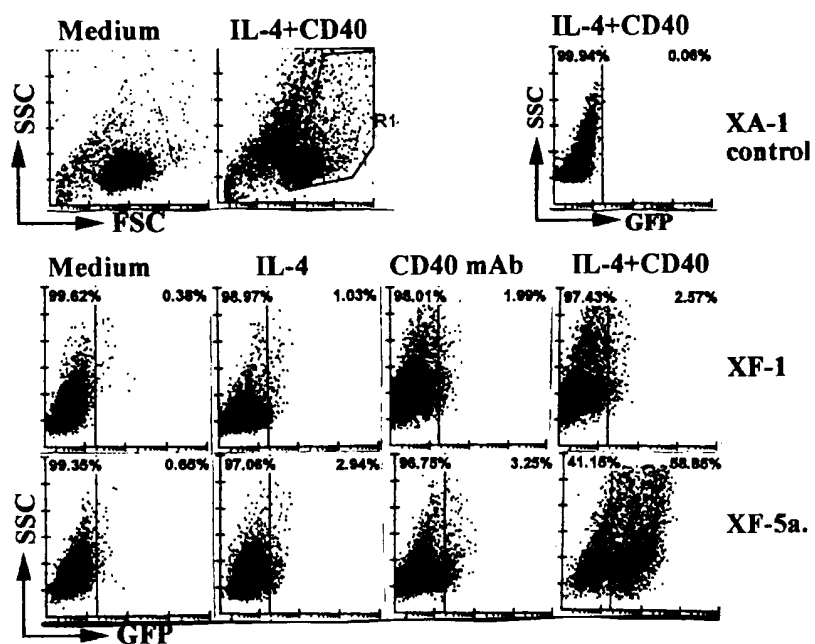 Medium IL-4+CD40 IL-4+CD40
99.94% 0.06%
SSC SSC
R1
XA-1
control
FSC GFP
Medium IL-4 CD40 mAb IL-4+CD40
99.62% 0.38% 98.97% 1.03% 98.01% 1.99% 97.43% 2.57%
XF-1
99.35% 0.65% 97.06% 2.94% 96.75% 3.25% 41.15% 58.85%
SSC
XF-5a.
GFP